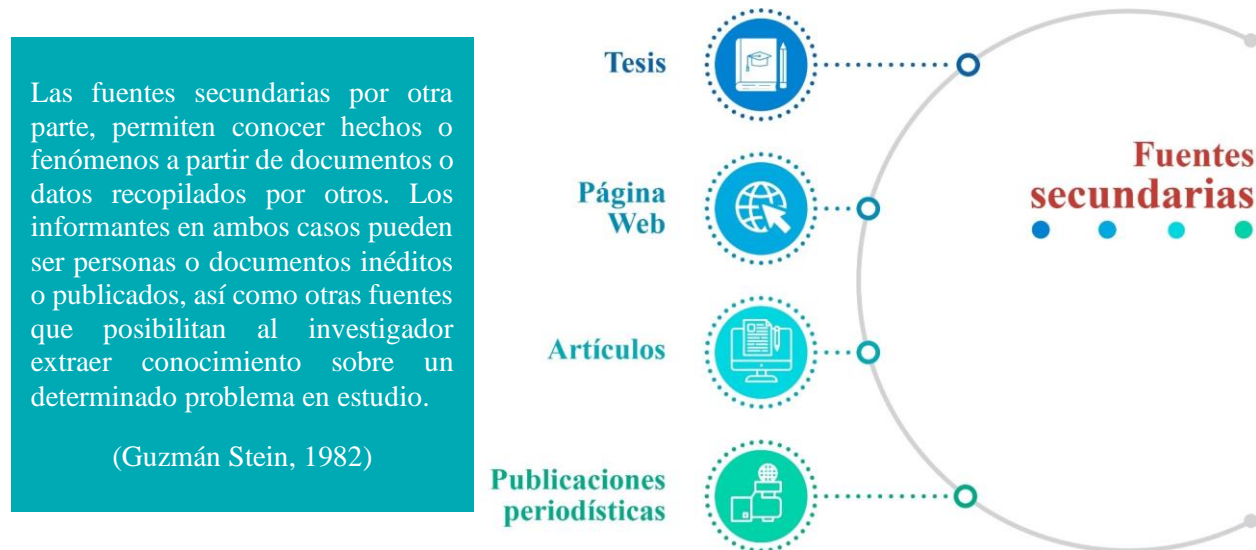 Las fuentes secundarias por otra
parte, permiten conocer hechos o
fenómenos a partir de documentos o
datos recopilados por otros. Los
informantes en ambos casos pueden
ser personas o documentos inéditos
o publicados, así como otras fuentes
que posibilitan al investigador
extraer conocimiento sobre un
determinado problema en estudio.
(Guzmán Stein, 1982)
Tesis
Página
Web
Artículos
Publicaciones
periodísticas
Fuentes
secundarias